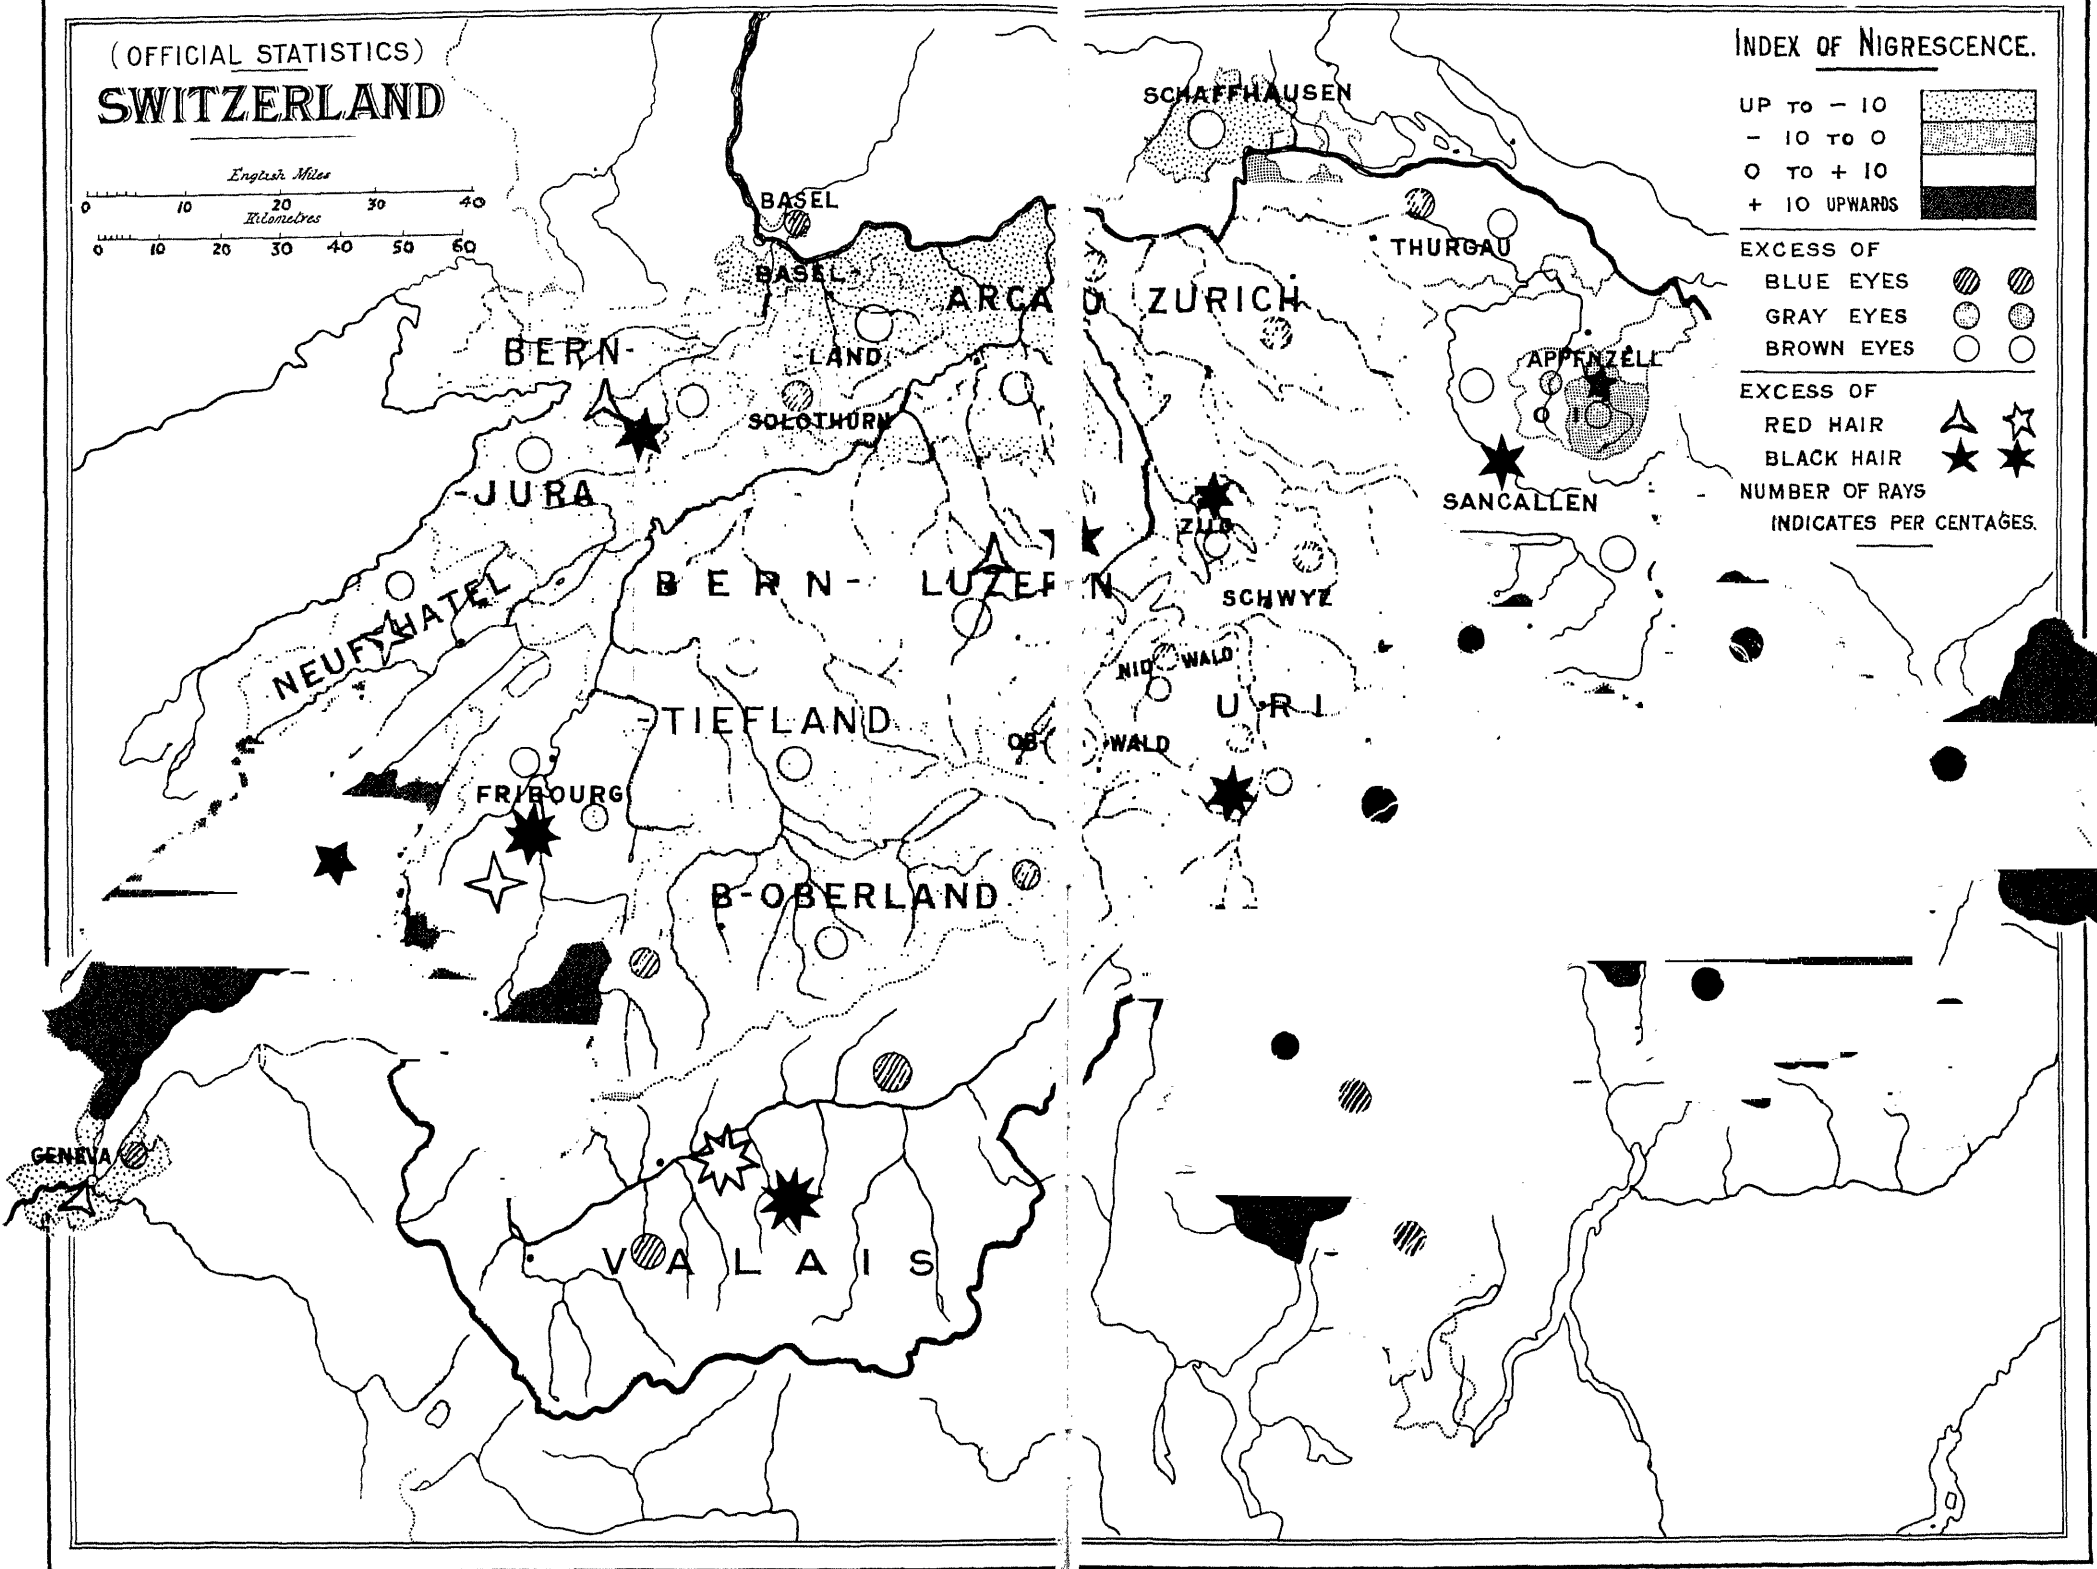 (OFFICIAL STATISTICS)
SWITZERLAND
English Miles
0 10 20 30 40
Kilometres
0 10 20 30 40 50 60
INDEX OF NIGRESCENCE.
UP TO - 10
- 10 TO 0
0 TO + 10
+ 10 UPWARDS
EXCESS OF
BLUE EYES
GRAY EYES
BROWN EYES
EXCESS OF
RED HAIR
BLACK HAIR
NUMBER OF RAYS
INDICATES PER CENTAGES.
SCHAFFHAUSEN
BASEL
THURGAU
BASEL-
ARGAU
ZURICH
BERN-
-LAND
APPENZELL
O I
SOLOTHURN
-JURA
SANCALLEN
ZUG
BERN-
LUZERN
SCHWYZ
NEUFCHATEL
NID WALD
URI
-TIEFLAND
OB- WALD
FRIBOURG
B-OBERLAND
GENEVA
VALAIS